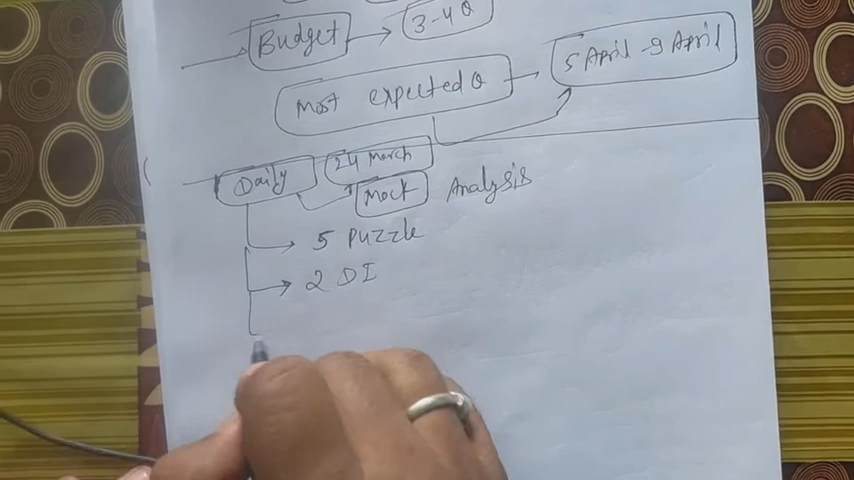 Budget → 3-4 Q
Most expected Q → 5 April - 9 April
Daily 24 March
Mock Analysis
→ 5 Puzzle
→ 2 DI